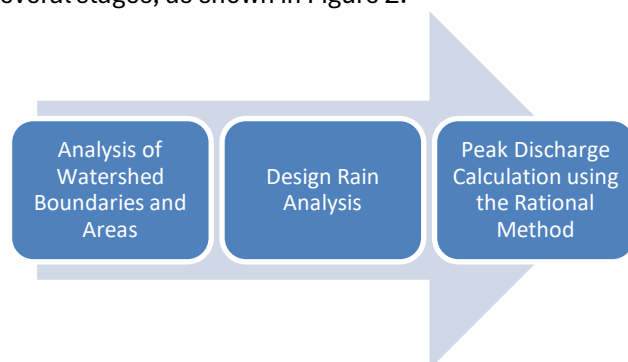 overall stages, as shown in Figure 2.
Analysis of
Watershed
Boundaries and
Areas
Design Rain
Analysis
Peak Discharge
Calculation using
the Rational
Method